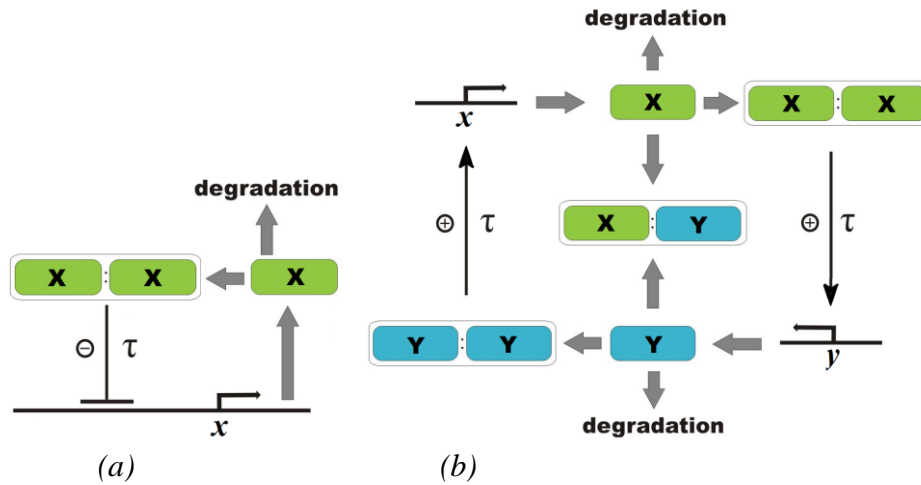 degradation
X
X : X
x
⊕ τ
⊕ τ
X : Y
Y : Y
Y
y
degradation
degradation
X : X
X
⊖ τ
x
(a)
(b)